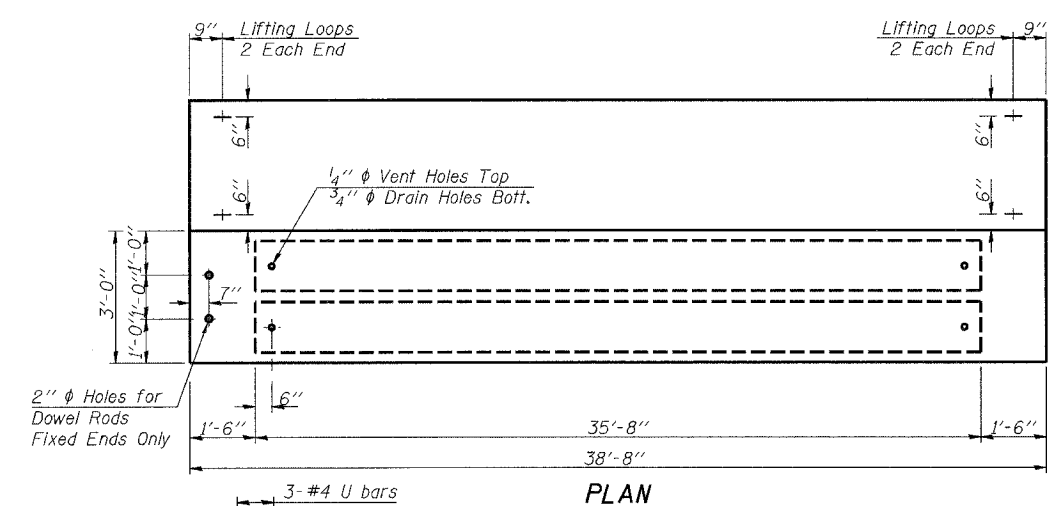 9"
Lifting Loops
2 Each End
Lifting Loops
2 Each End
9"
6"
6"
6"
6"
1/4" ϕ Vent Holes Top
3/4" ϕ Drain Holes Bott.
3'-0"
1'-0"
1'-0"
1'-0"
7"
2" ϕ Holes for
Dowel Rods
Fixed Ends Only
6"
1'-6"
35'-8"
1'-6"
38'-8"
3-#4 U bars
PLAN